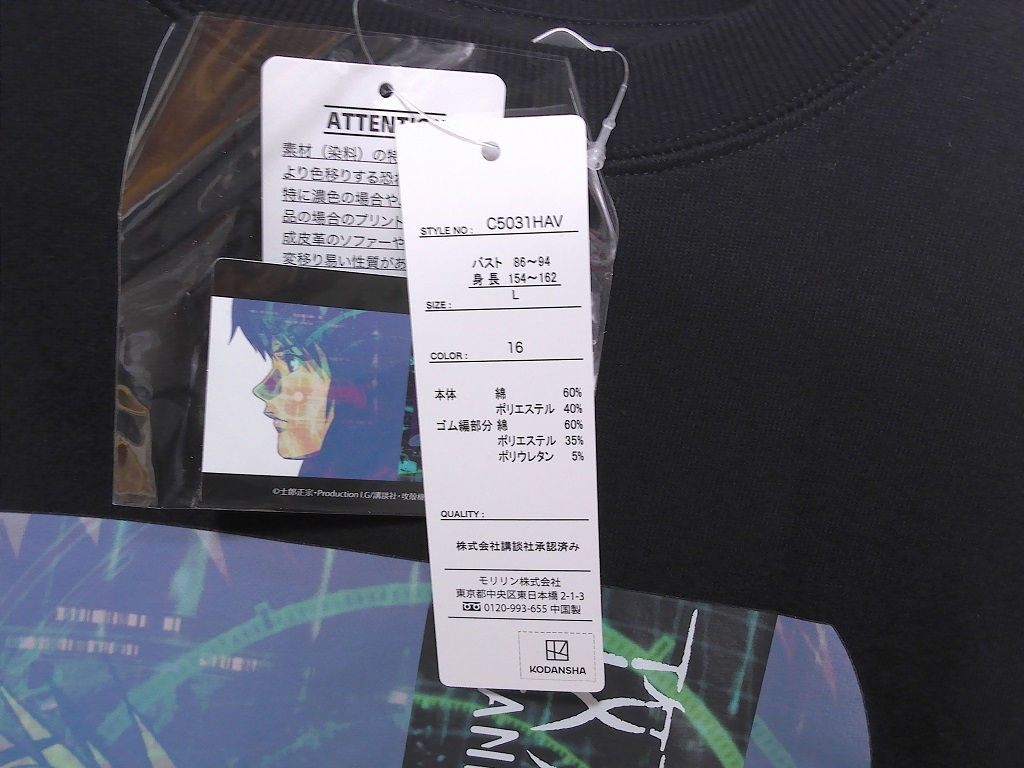 ATTENTION
素材（染料）の特
より色移りする恐
特に濃色の場合や
品の場合のプリント
成皮革のソファーや
変移り易い性質があ
©士郎正宗・Production I.G/講談社・攻殻機
STYLE NO : C5031HAV
バスト 86～94
身長 154～162
SIZE : L
COLOR : 16
本体 綿 60%
ポリエステル 40%
ゴム編部分 綿 60%
ポリエステル 35%
ポリウレタン 5%
QUALITY :
株式会社講談社承認済み
モリリン株式会社
東京都中央区東日本橋 2-1-3
0120-993-655 中国製
KODANSHA